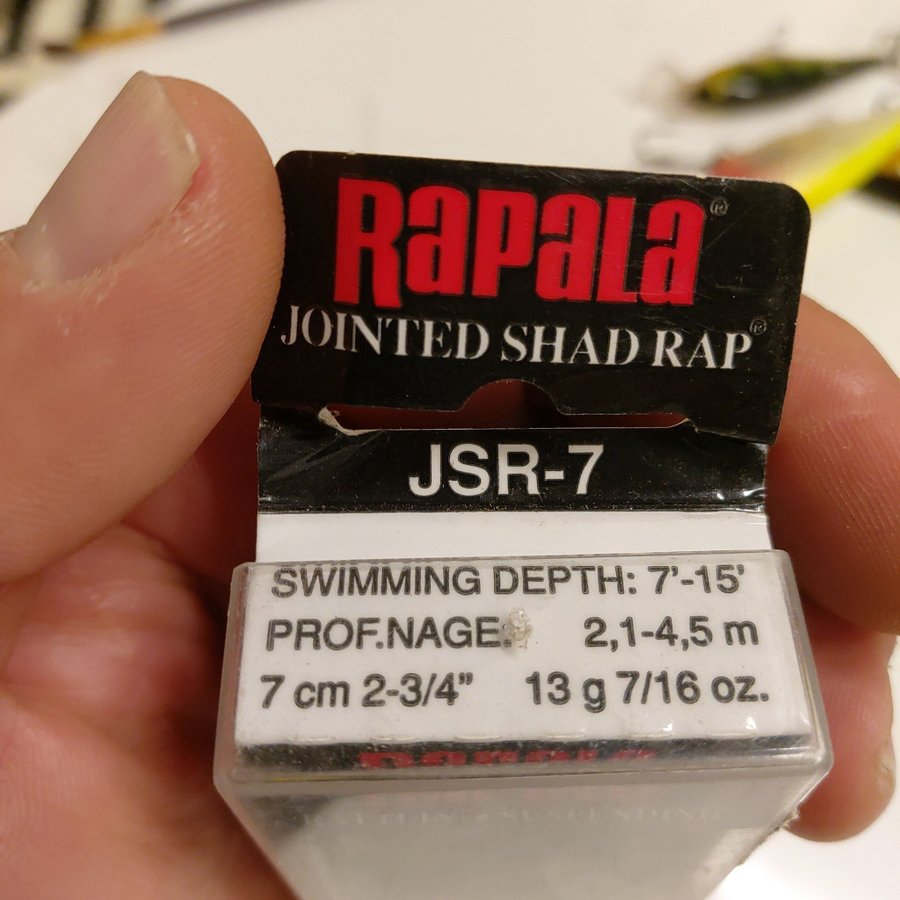 RAPALA®
JOINTED SHAD RAP®
JSR-7
SWIMMING DEPTH: 7'-15'
PROF.NAGE: 2,1-4,5 m
7 cm 2-3/4" 13 g 7/16 oz.
RAPALA